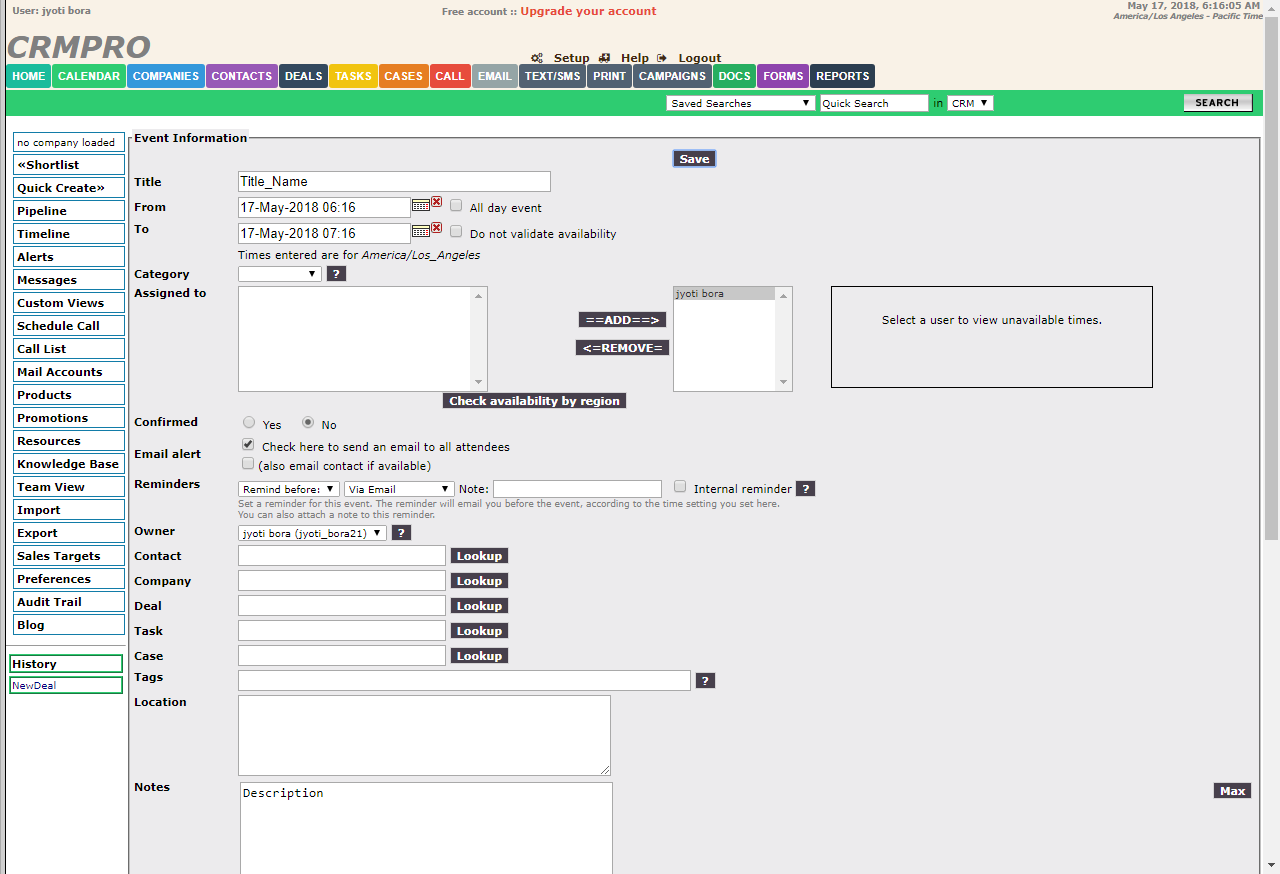 User: jyoti bora
Free account :: Upgrade your account
May 17, 2018, 6:16:05 AM
America/Los Angeles - Pacific Time
CRMPRO
Setup Help Logout
HOME CALENDAR COMPANIES CONTACTS DEALS TASKS CASES CALL EMAIL TEXT/SMS PRINT CAMPAIGNS DOCS FORMS REPORTS
Saved Searches Quick Search in CRM SEARCH
no company loaded
«Shortlist
Quick Create»
Pipeline
Timeline
Alerts
Messages
Custom Views
Schedule Call
Call List
Mail Accounts
Products
Promotions
Resources
Knowledge Base
Team View
Import
Export
Sales Targets
Preferences
Audit Trail
Blog
History
NewDeal
Event Information
Save
Title Title_Name
From 17-May-2018 06:16 All day event
To 17-May-2018 07:16 Do not validate availability
Times entered are for America/Los_Angeles
Category ?
Assigned to jyoti bora
==ADD==>
<=REMOVE=
Select a user to view unavailable times.
Check availability by region
Confirmed Yes No
Email alert Check here to send an email to all attendees
(also email contact if available)
Reminders Remind before: Via Email Note: Internal reminder ?
Set a reminder for this event. The reminder will email you before the event, according to the time setting you set here.
You can also attach a note to this reminder.
Owner jyoti bora (jyoti_bora21) ?
Contact Lookup
Company Lookup
Deal Lookup
Task Lookup
Case Lookup
Tags ?
Location
Notes Description Max